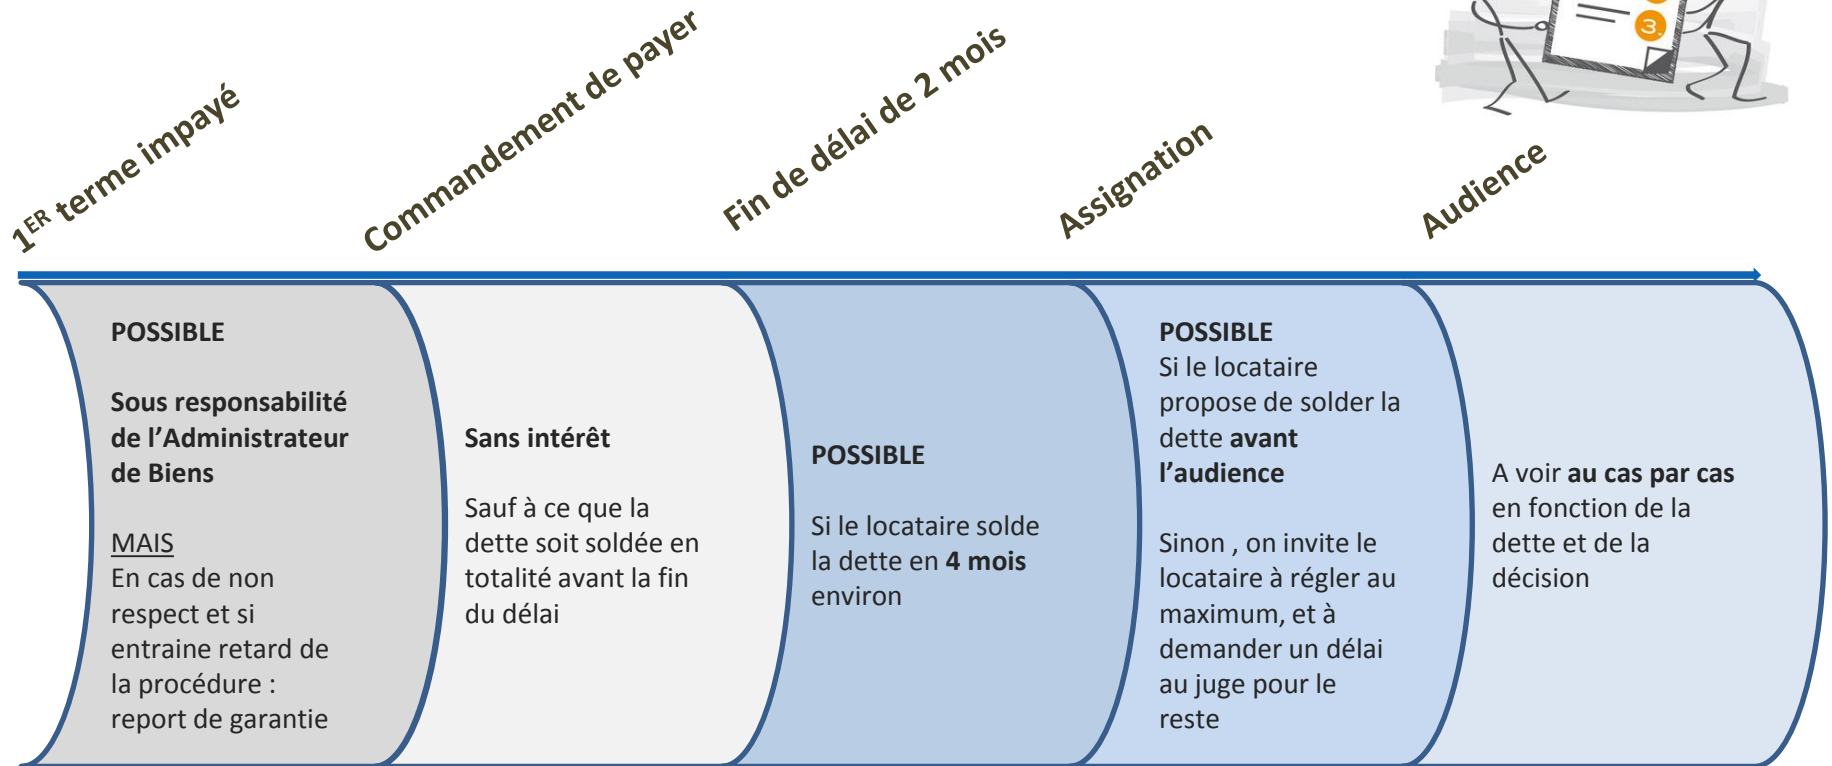 3.
1ER terme impayé
Commandement de payer
Fin de délai de 2 mois
Assignation
Audience
POSSIBLE
Sous responsabilité
de l’Administrateur
de Biens
MAIS
En cas de non
respect et si
entraine retard de
la procédure :
report de garantie
Sans intérêt
Sauf à ce que la
dette soit soldée en
totalité avant la fin
du délai
POSSIBLE
Si le locataire solde
la dette en 4 mois
environ
POSSIBLE
Si le locataire
propose de solder la
dette avant
l’audience
Sinon , on invite le
locataire à régler au
maximum, et à
demander un délai
au juge pour le
reste
A voir au cas par cas
en fonction de la
dette et de la
décision